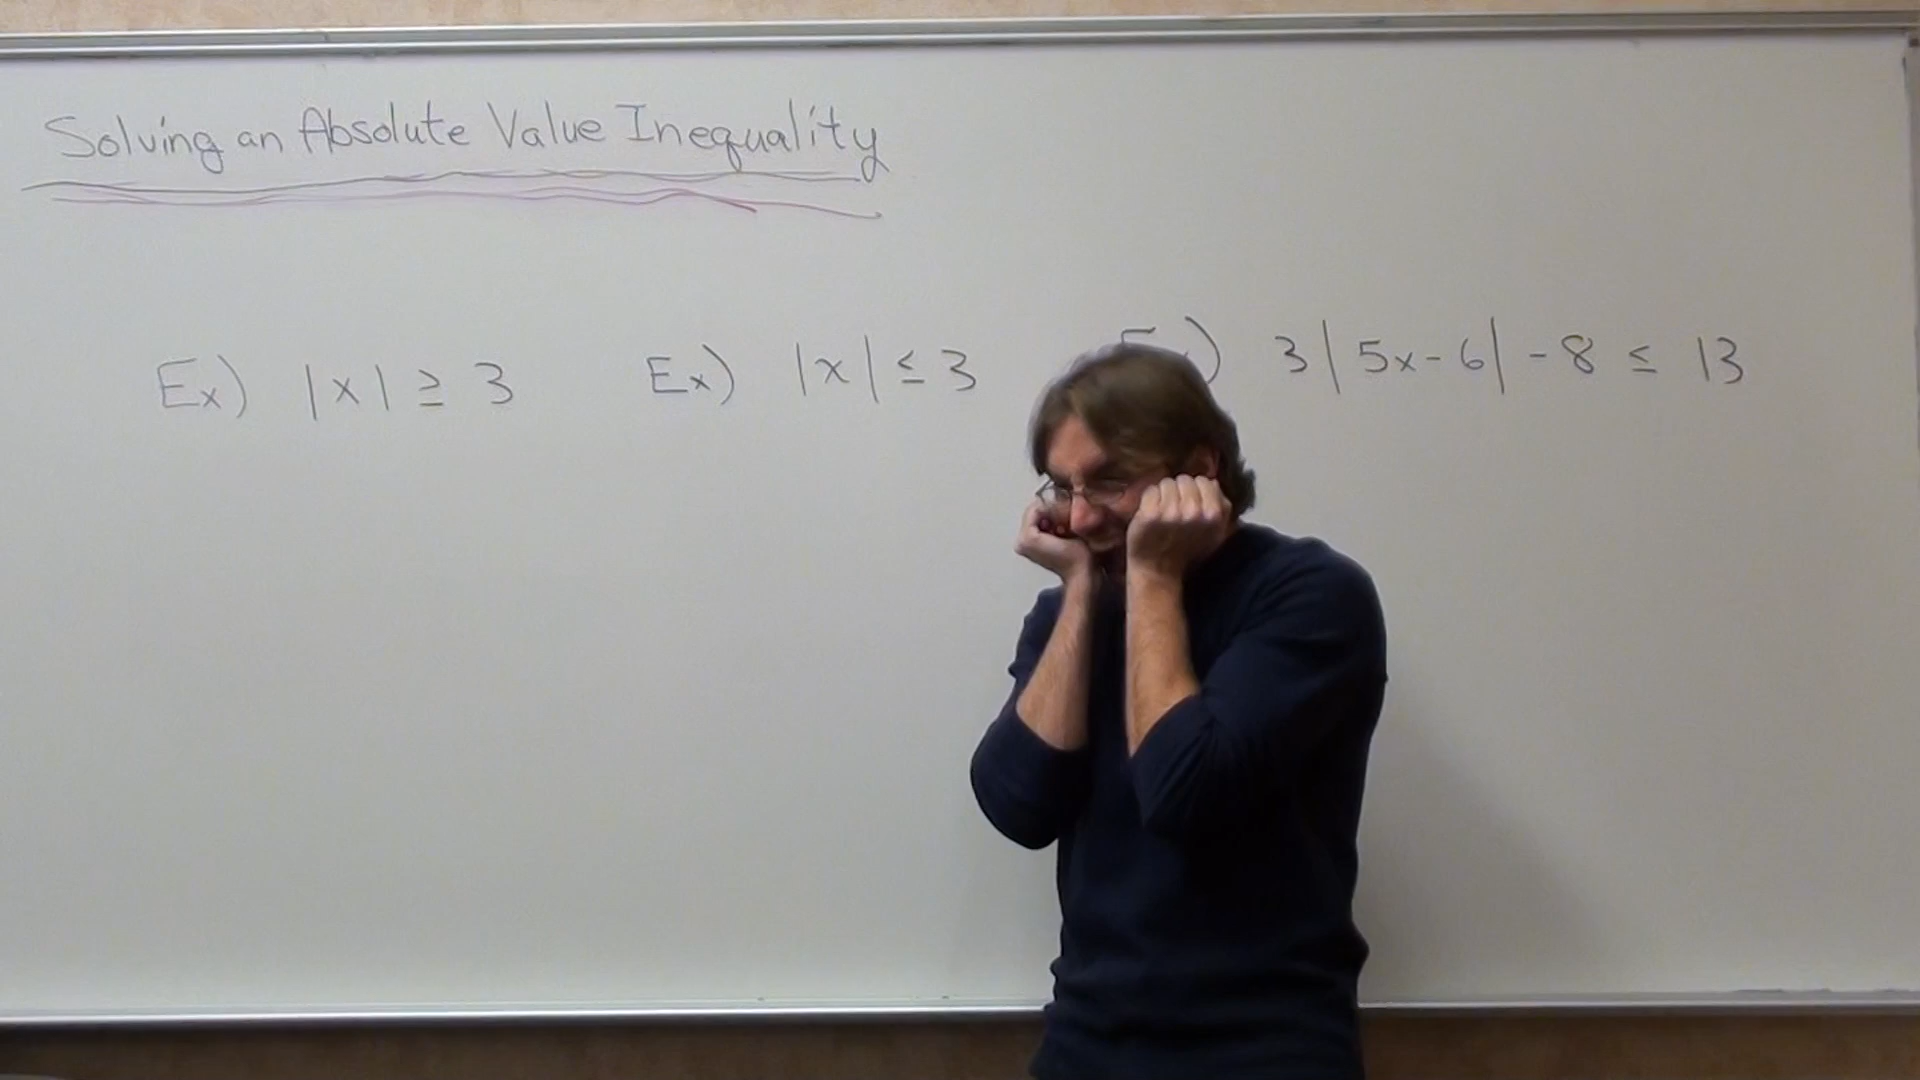 Solving an Absolute Value Inequality
Ex) |x| ≥ 3
Ex) |x| ≤ 3
) 3|5x-6| - 8 ≤ 13